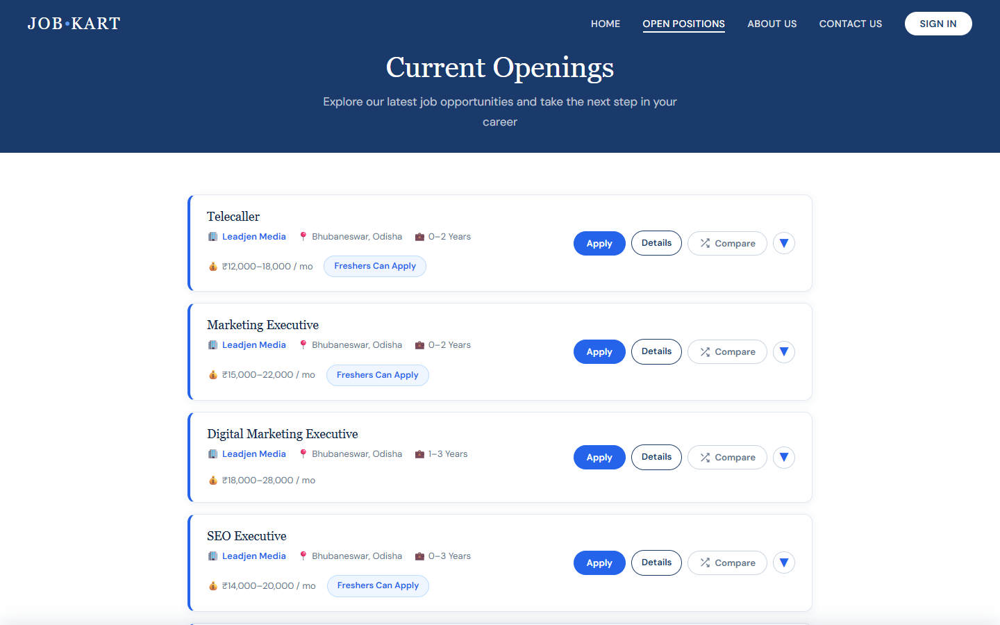 JOB•KART
HOME
OPEN POSITIONS
ABOUT US
CONTACT US
SIGN IN
Current Openings
Explore our latest job opportunities and take the next step in your
career
Telecaller
Leadjen Media Bhubaneswar, Odisha 0–2 Years
₹12,000–18,000 / mo Freshers Can Apply
Apply Details Compare
Marketing Executive
Leadjen Media Bhubaneswar, Odisha 0–2 Years
₹15,000–22,000 / mo Freshers Can Apply
Apply Details Compare
Digital Marketing Executive
Leadjen Media Bhubaneswar, Odisha 1–3 Years
₹18,000–28,000 / mo
Apply Details Compare
SEO Executive
Leadjen Media Bhubaneswar, Odisha 0–3 Years
₹14,000–20,000 / mo Freshers Can Apply
Apply Details Compare